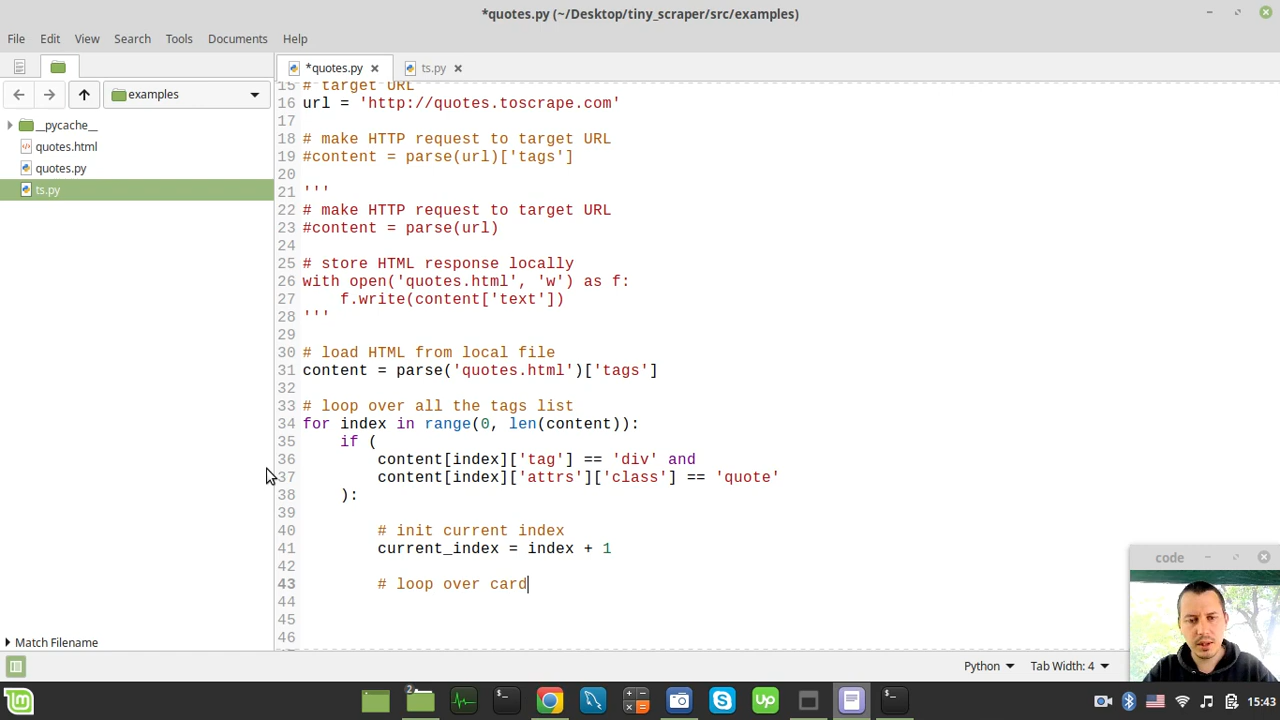 *quotes.py (~/Desktop/tiny_scraper/src/examples)
File Edit View Search Tools Documents Help
*quotes.py ts.py
examples
__pycache__
quotes.html
quotes.py
ts.py
15 # target URL
16 url = 'http://quotes.toscrape.com'
17
18 # make HTTP request to target URL
19 #content = parse(url)['tags']
20
21 '''
22 # make HTTP request to target URL
23 #content = parse(url)
24
25 # store HTML response locally
26 with open('quotes.html', 'w') as f:
27     f.write(content['text'])
28 '''
29
30 # load HTML from local file
31 content = parse('quotes.html')['tags']
32
33 # loop over all the tags list
34 for index in range(0, len(content)):
35     if (
36         content[index]['tag'] == 'div' and
37         content[index]['attrs']['class'] == 'quote'
38     ):
39
40         # init current index
41         current_index = index + 1
42
43         # loop over card
44
45
46
code
Match Filename
Python Tab Width: 4
2
up
15:43